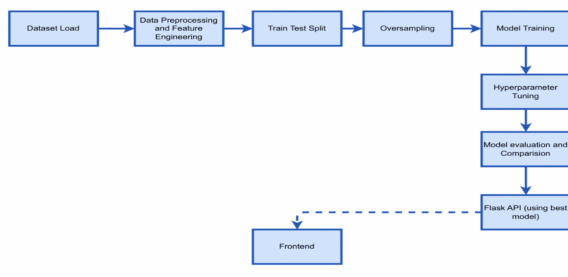 Dataset Load
Data Preprocessing
and Feature
Engineering
Train Test Split
Oversampling
Model Training
Hyperparameter
Tuning
Model evaluation and
Comparision
Flask API (using best
model)
Frontend